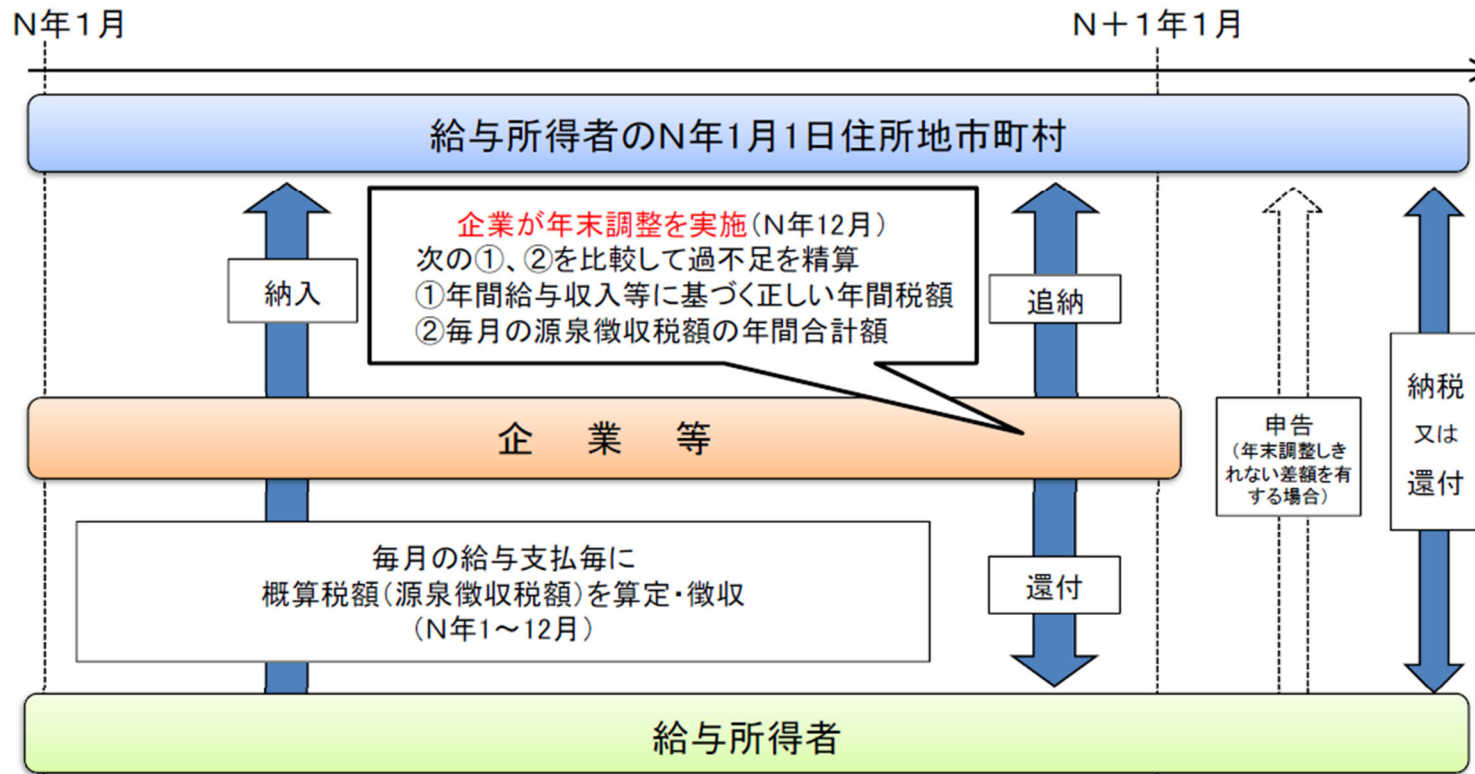 N年1月
N+1年1月
給与所得者のN年1月1日住所地市町村
企業が年末調整を実施(N年12月)
次の①、②を比較して過不足を精算
①年間給与収入等に基づく正しい年間税額
②毎月の源泉徴収税額の年間合計額
納入
追納
企 業 等
申告
(年末調整しき
れない差額を有
する場合)
納税
又は
還付
毎月の給与支払毎に
概算税額(源泉徴収税額)を算定・徴収
(N年1~12月)
還付
給与所得者